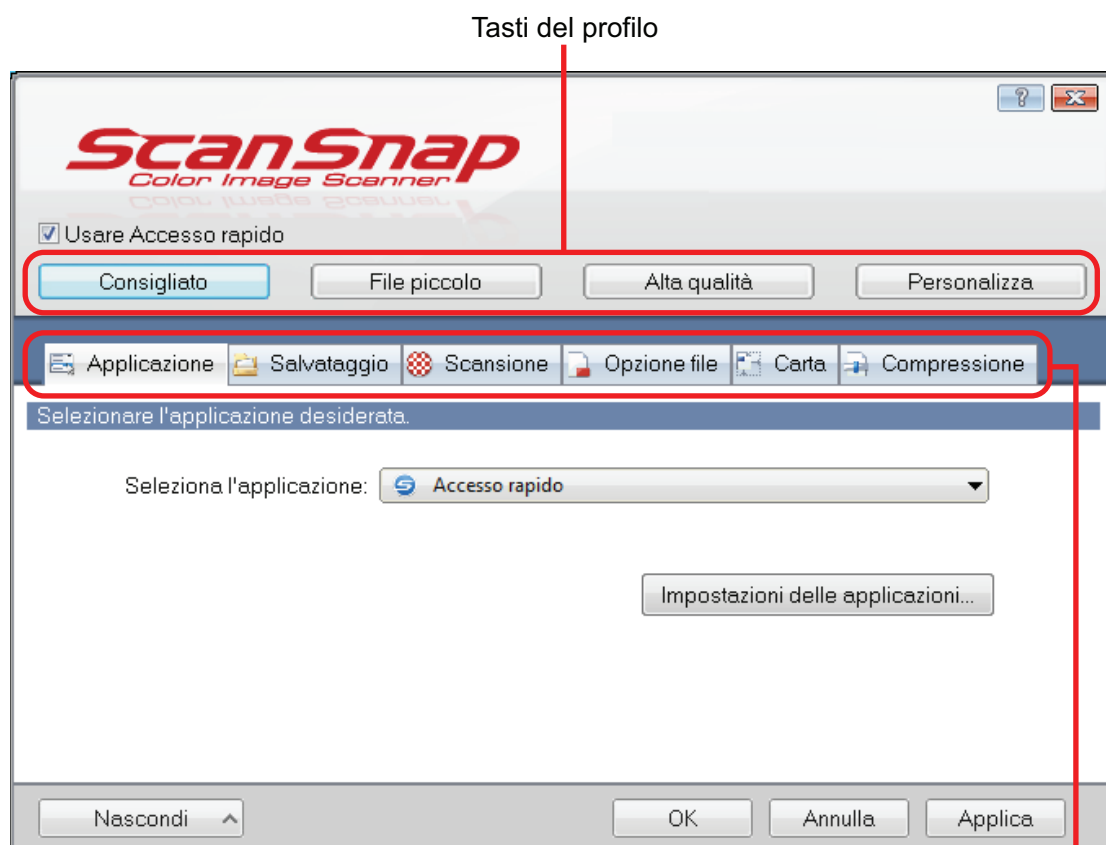 Tasti del profilo
ScanSnap
Color Image Scanner
Usare Accesso rapido
Consigliato File piccolo Alta qualità Personalizza
Applicazione Salvataggio Scansione Opzione file Carta Compressione
Selezionare l'applicazione desiderata.
Seleziona l'applicazione: Accesso rapido
Impostazioni delle applicazioni...
Nascondi OK Annulla Applica